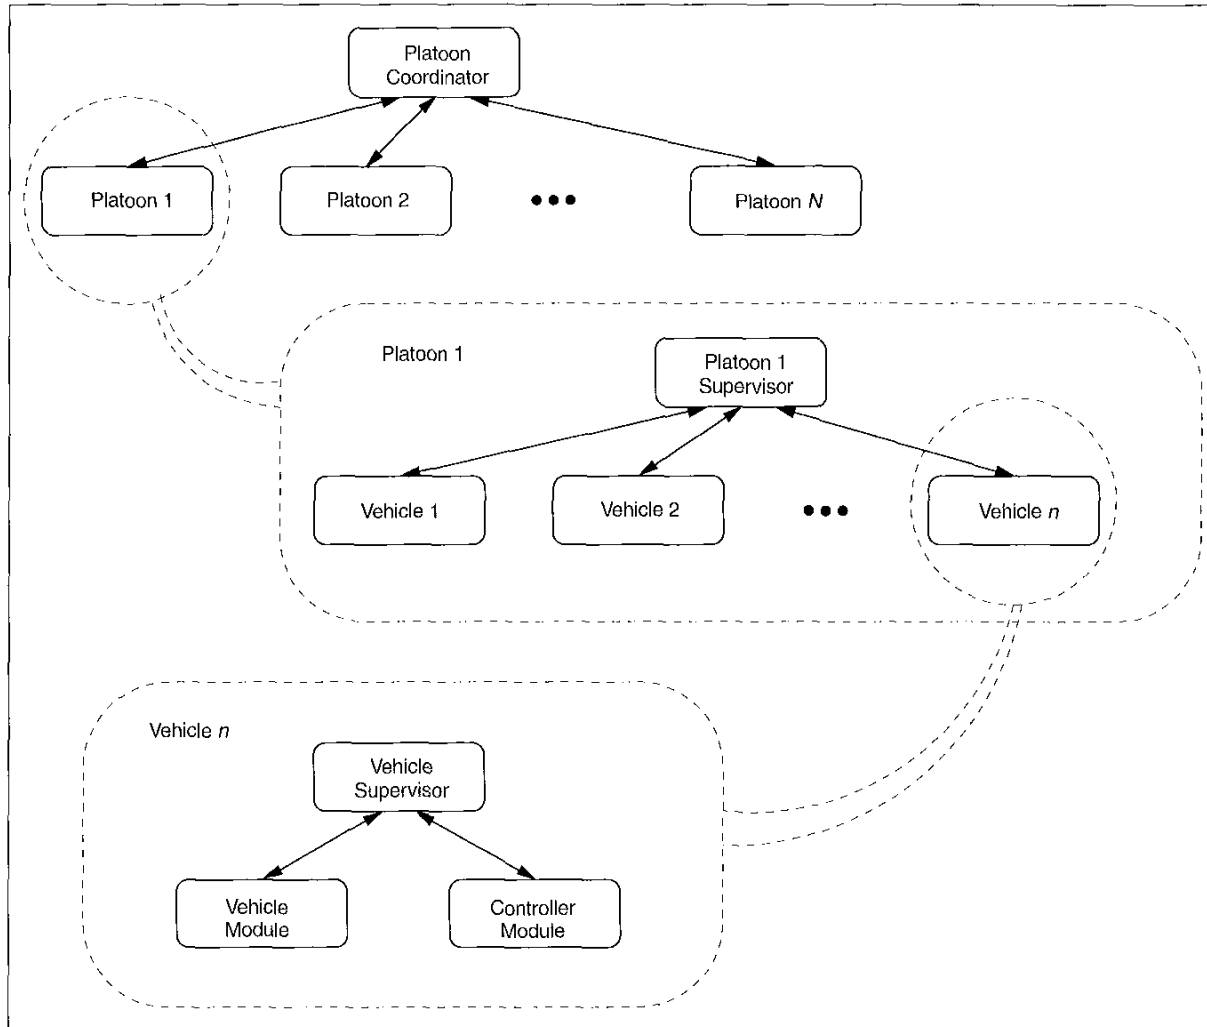 Platoon
Coordinator
Platoon 1
Platoon 2
Platoon N
Platoon 1
Platoon 1
Supervisor
Vehicle 1
Vehicle 2
Vehicle n
Vehicle n
Vehicle
Supervisor
Vehicle
Module
Controller
Module